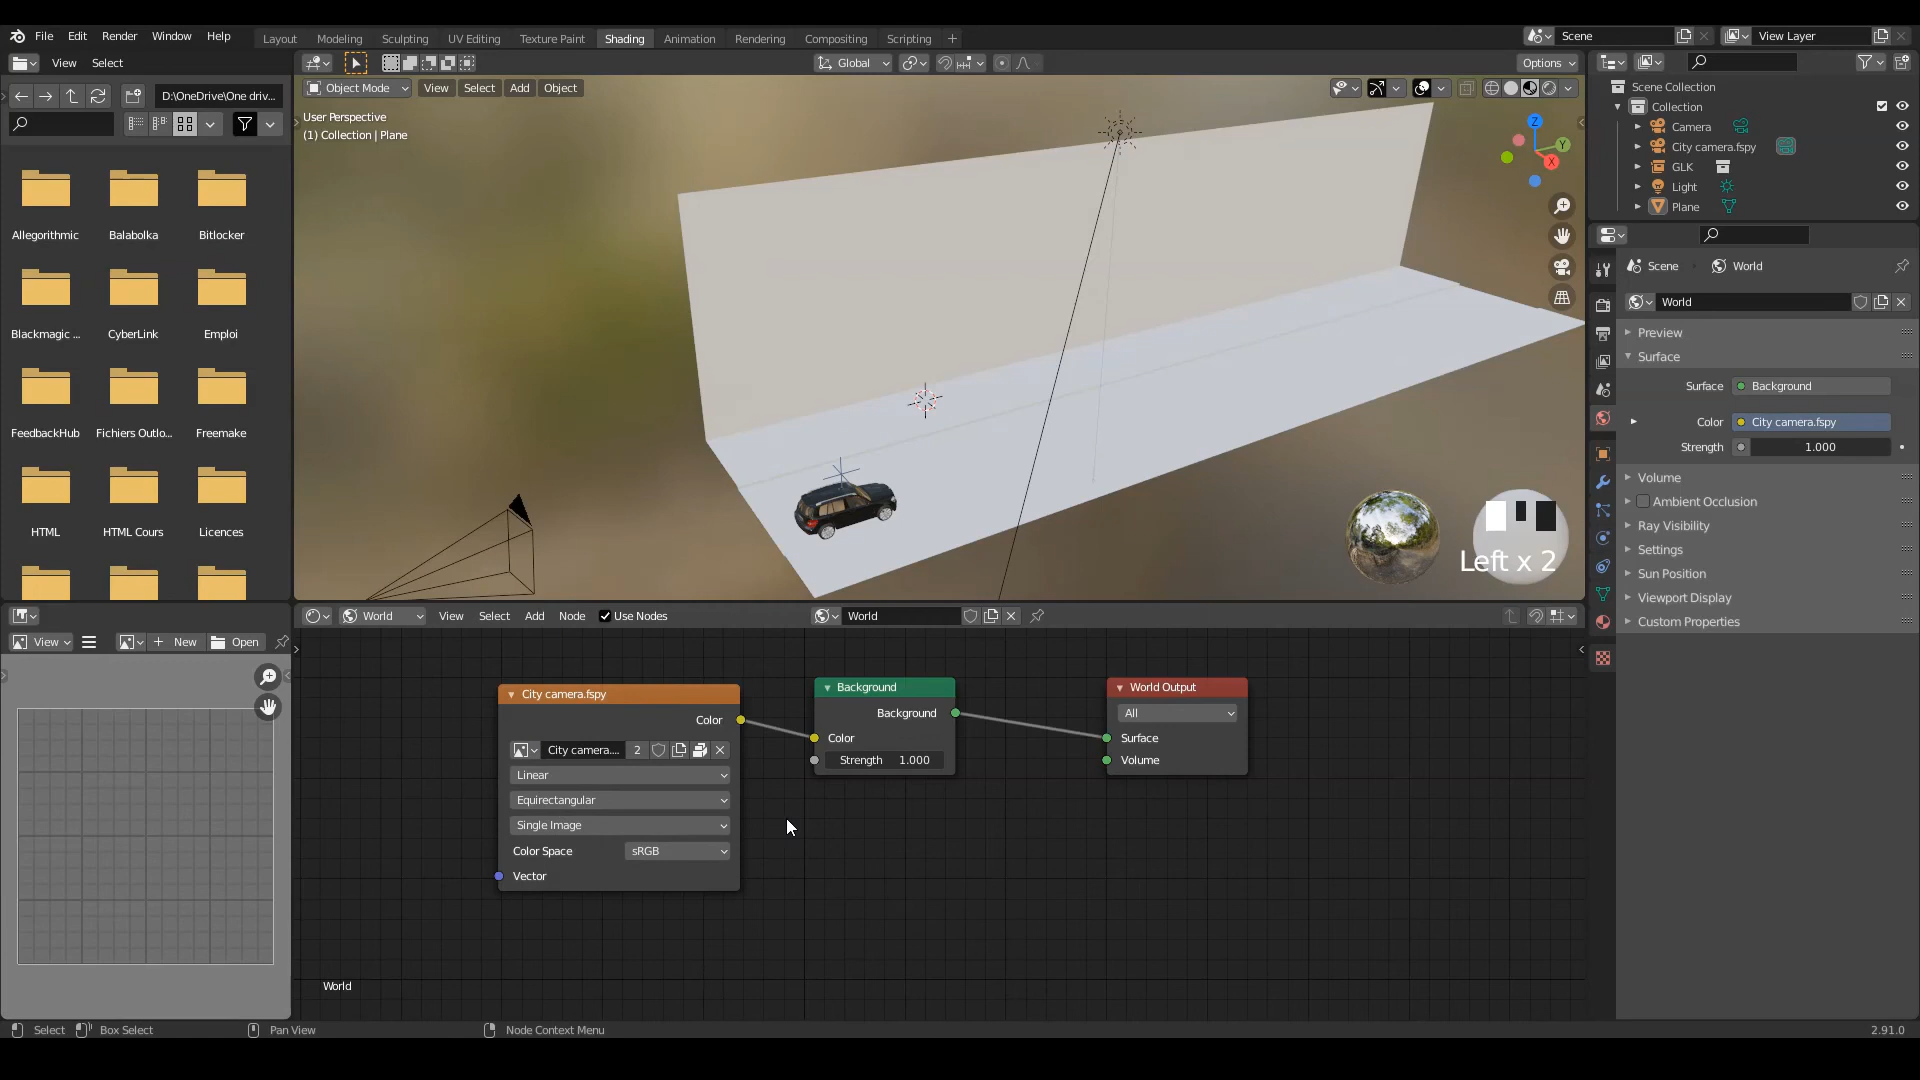 File Edit Render Window Help
Layout Modeling Sculpting UV Editing Texture Paint Shading Animation Rendering Compositing Scripting
Scene
View Layer
View Select
Global
Options
D:\OneDrive\One driv...
Object Mode View Select Add Object
User Perspective
(1) Collection | Plane
Z
Y
X
Allegorithmic Balabolka Bitlocker
Blackmagic ... CyberLink Emploi
FeedbackHub Fichiers Outlo... Freemake
HTML HTML Cours Licences
Left x 2
Scene Collection
Collection
Camera
City camera.fspy
GLK
Light
Plane
Scene World
World
Preview
Surface
Surface Background
Color City camera.fspy
Strength 1.000
Volume
Ambient Occlusion
Ray Visibility
Settings
Sun Position
Viewport Display
Custom Properties
View New Open
World View Select Add Node Use Nodes World
City camera.fspy
Color
City camera.... 2
Linear
Equirectangular
Single Image
Color Space sRGB
Vector
Background
Background
Color
Strength 1.000
World Output
All
Surface
Volume
World
Select Box Select Pan View Node Context Menu 2.91.0